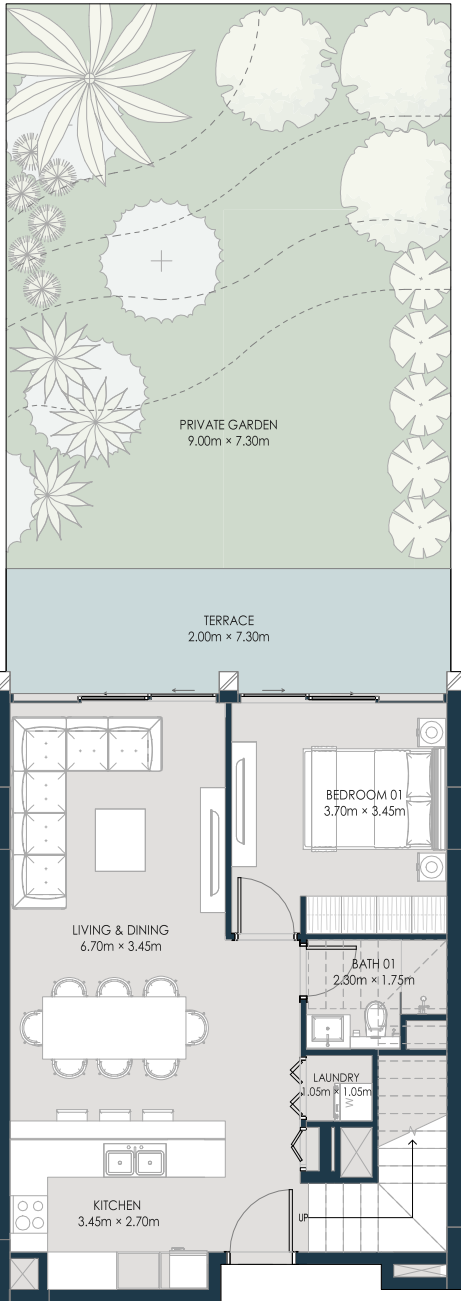 PRIVATE GARDEN
9.00m × 7.30m
TERRACE
2.00m × 7.30m
BEDROOM 01
3.70m × 3.45m
LIVING & DINING
6.70m × 3.45m
BATH 01
2.30m × 1.75m
LAUNDRY
1.05m × 1.05m
W
KITCHEN
3.45m × 2.70m
UP